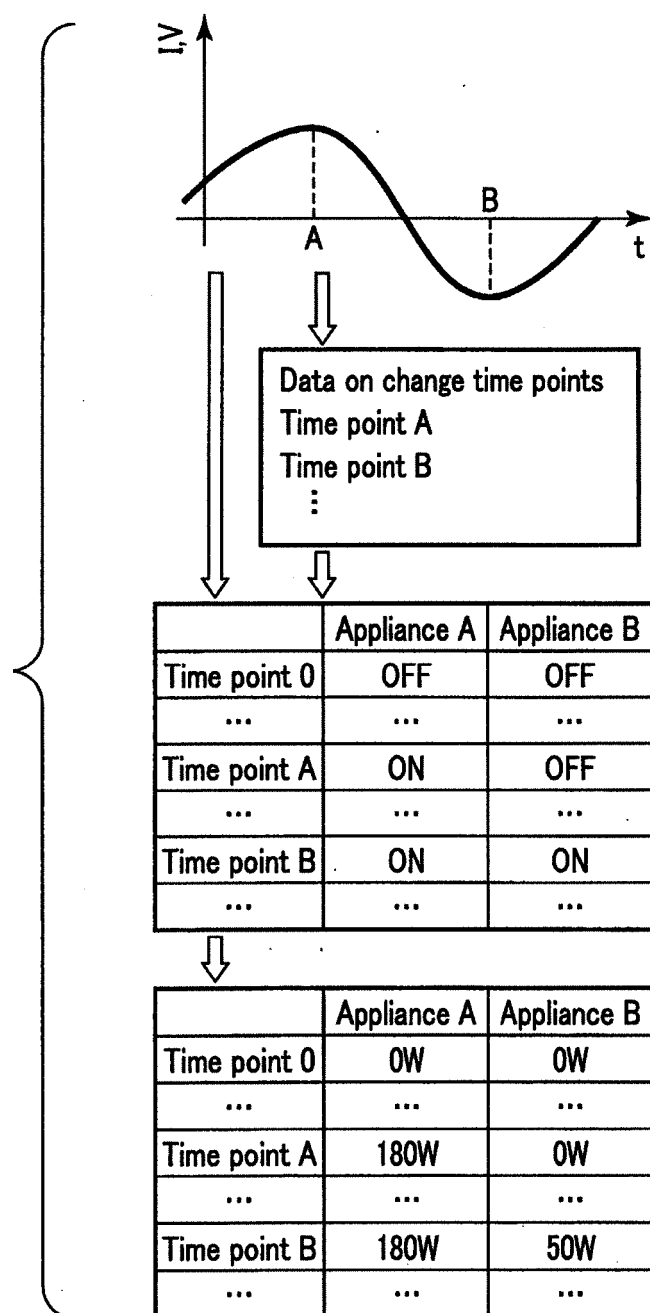 I,V
A
B
t
Data on change time points
Time point A
Time point B
⋮
Appliance A Appliance B
Time point 0 OFF OFF
... ... ...
Time point A ON OFF
... ... ...
Time point B ON ON
... ... ...
Appliance A Appliance B
Time point 0 0W 0W
... ... ...
Time point A 180W 0W
... ... ...
Time point B 180W 50W
... ... ...